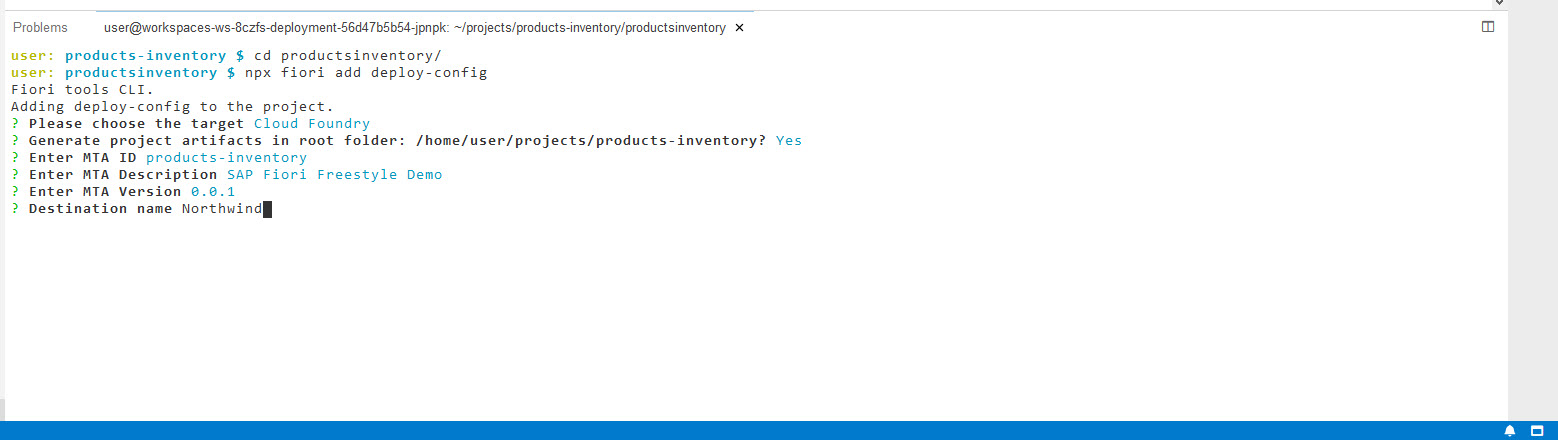 Problems user@workspaces-ws-8czfs-deployment-56d47b5b54-jpnpk: ~/projects/products-inventory/productsinventory ×
user: products-inventory $ cd productsinventory/
user: productsinventory $ npx fiori add deploy-config
Fiori tools CLI.
Adding deploy-config to the project.
? Please choose the target Cloud Foundry
? Generate project artifacts in root folder: /home/user/projects/products-inventory? Yes
? Enter MTA ID products-inventory
? Enter MTA Description SAP Fiori Freestyle Demo
? Enter MTA Version 0.0.1
? Destination name Northwind